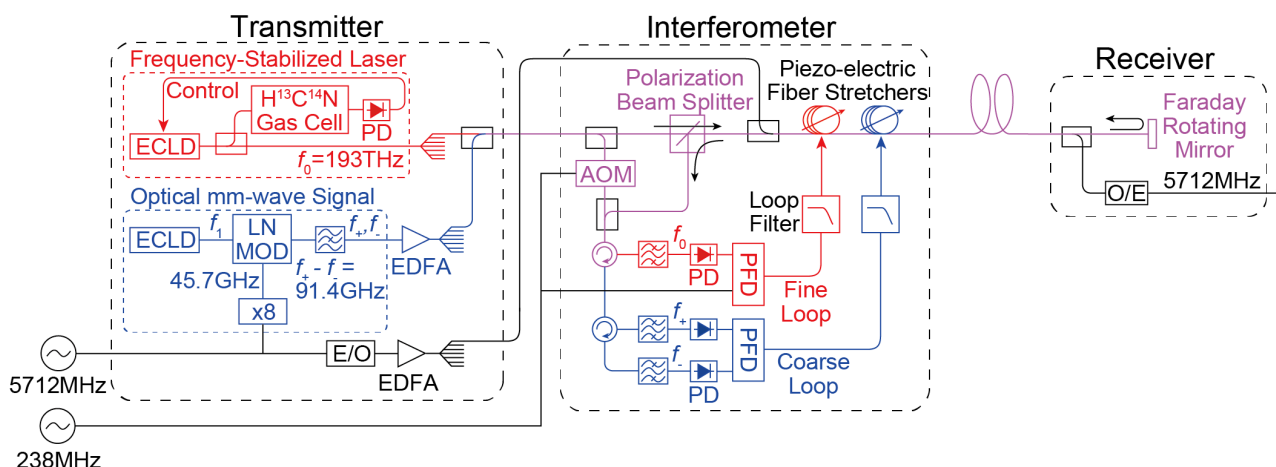 Transmitter
Interferometer
Receiver
Frequency-Stabilized Laser
Control
H¹³C¹⁴N
Gas Cell
PD
ECLD
f₀=193THz
Optical mm-wave Signal
ECLD
f₁
LN
MOD
f₊,f₋
45.7GHz
f₊ - f₋ =
91.4GHz
x8
EDFA
E/O
EDFA
5712MHz
238MHz
Polarization
Beam Splitter
Piezo-electric
Fiber Stretchers
AOM
Loop
Filter
f₀
PD
PFD
Fine
Loop
f₊
f₋
PD
PFD
Coarse
Loop
Faraday
Rotating
Mirror
O/E
5712MHz